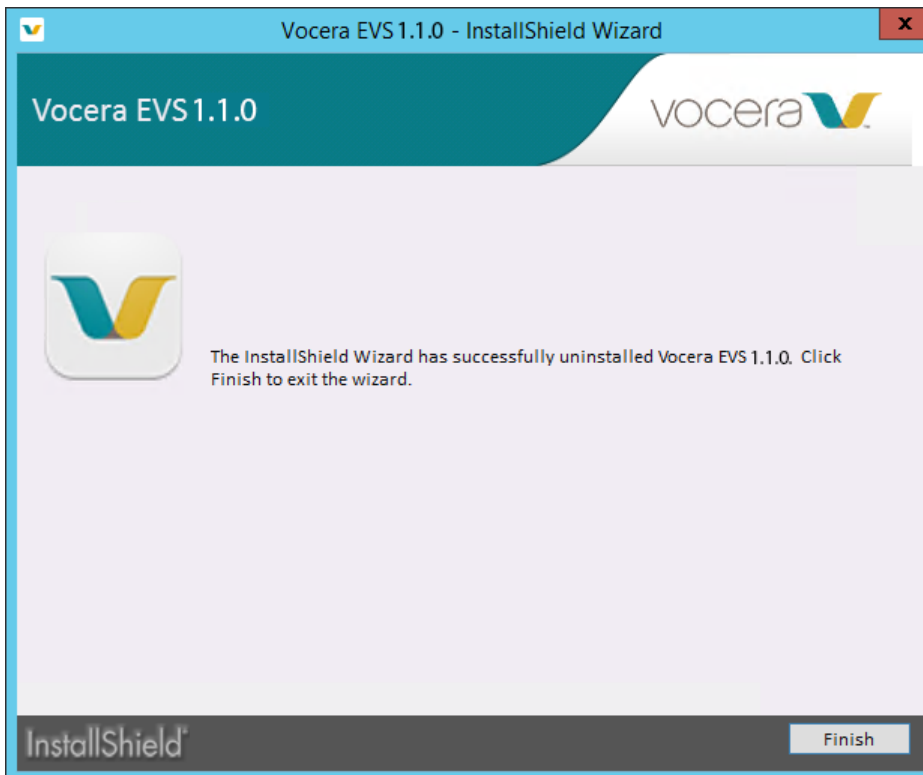 Vocera EVS 1.1.0 - InstallShield Wizard
x
Vocera EVS 1.1.0
vocera
The InstallShield Wizard has successfully uninstalled Vocera EVS 1.1.0. Click
Finish to exit the wizard.
InstallShield
Finish